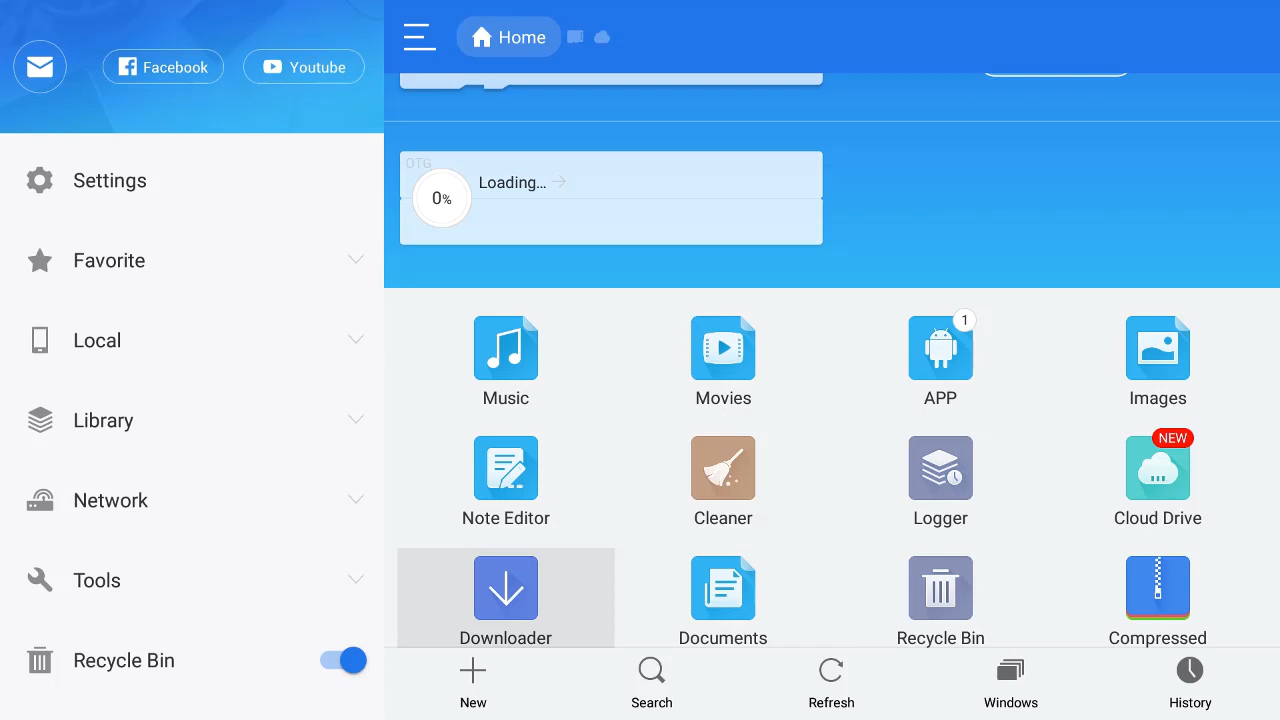 Facebook
Youtube
Settings
Favorite
Local
Library
Network
Tools
Recycle Bin
Home
OTG
0%
Loading...
Music
Movies
1
APP
Images
Note Editor
Cleaner
Logger
NEW
Cloud Drive
Downloader
Documents
Recycle Bin
Compressed
New
Search
Refresh
Windows
History